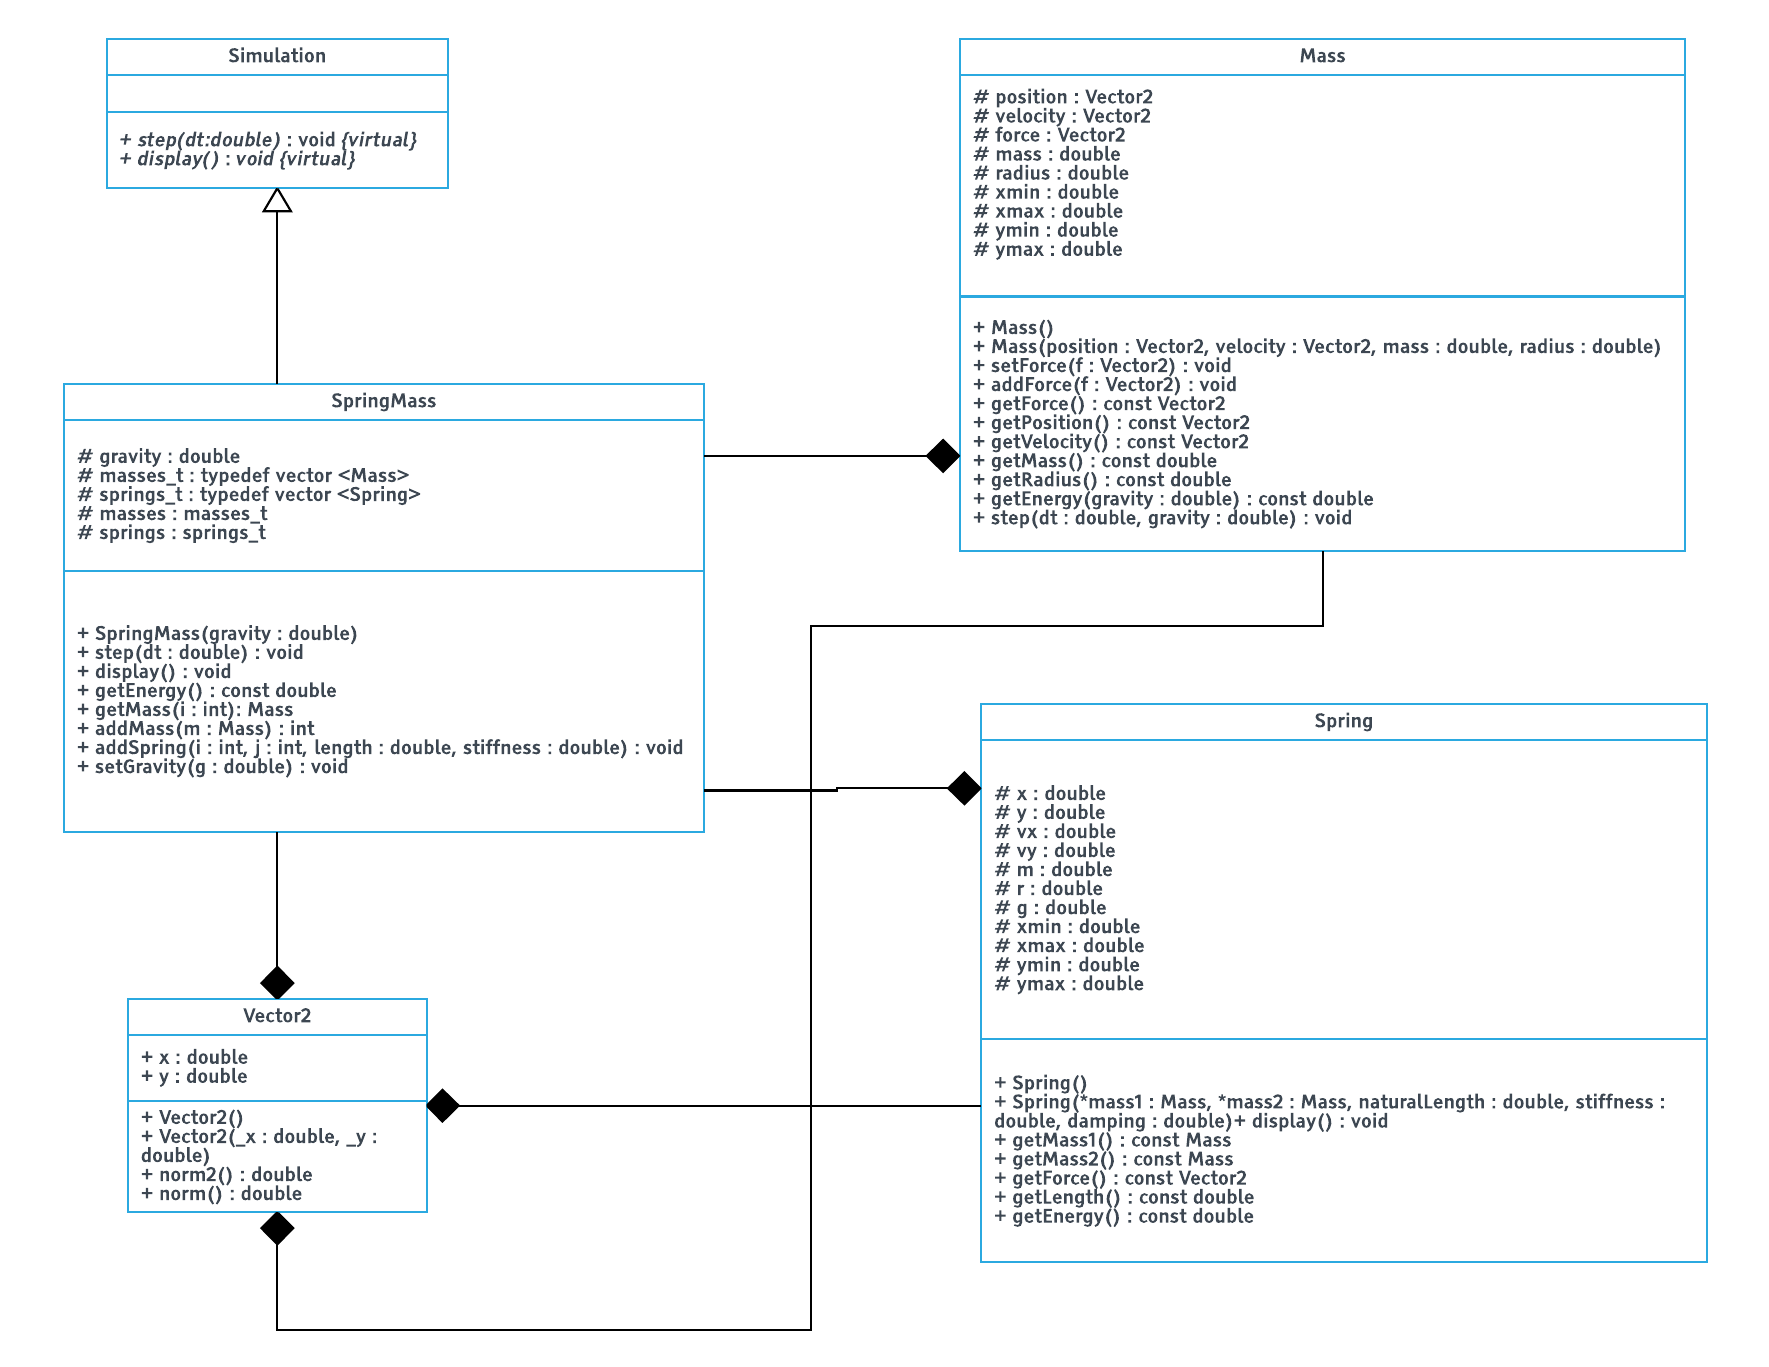 Simulation
+ step(dt:double) : void {virtual}
+ display() : void {virtual}
Mass
# position : Vector2
# velocity : Vector2
# force : Vector2
# mass : double
# radius : double
# xmin : double
# xmax : double
# ymin : double
# ymax : double
+ Mass()
+ Mass(position : Vector2, velocity : Vector2, mass : double, radius : double)
+ setForce(f : Vector2) : void
+ addForce(f : Vector2) : void
+ getForce() : const Vector2
+ getPosition() : const Vector2
+ getVelocity() : const Vector2
+ getMass() : const double
+ getRadius() : const double
+ getEnergy(gravity : double) : const double
+ step(dt : double, gravity : double) : void
SpringMass
# gravity : double
# masses_t : typedef vector <Mass>
# springs_t : typedef vector <Spring>
# masses : masses_t
# springs : springs_t
+ SpringMass(gravity : double)
+ step(dt : double) : void
+ display() : void
+ getEnergy() : const double
+ getMass(i : int): Mass
+ addMass(m : Mass) : int
+ addSpring(i : int, j : int, length : double, stiffness : double) : void
+ setGravity(g : double) : void
Spring
# x : double
# y : double
# vx : double
# vy : double
# m : double
# r : double
# g : double
# xmin : double
# xmax : double
# ymin : double
# ymax : double
+ Spring()
+ Spring(*mass1 : Mass, *mass2 : Mass, naturalLength : double, stiffness :
double, damping : double)+ display() : void
+ getMass1() : const Mass
+ getMass2() : const Mass
+ getForce() : const Vector2
+ getLength() : const double
+ getEnergy() : const double
Vector2
+ x : double
+ y : double
+ Vector2()
+ Vector2(_x : double, _y :
double)
+ norm2() : double
+ norm() : double